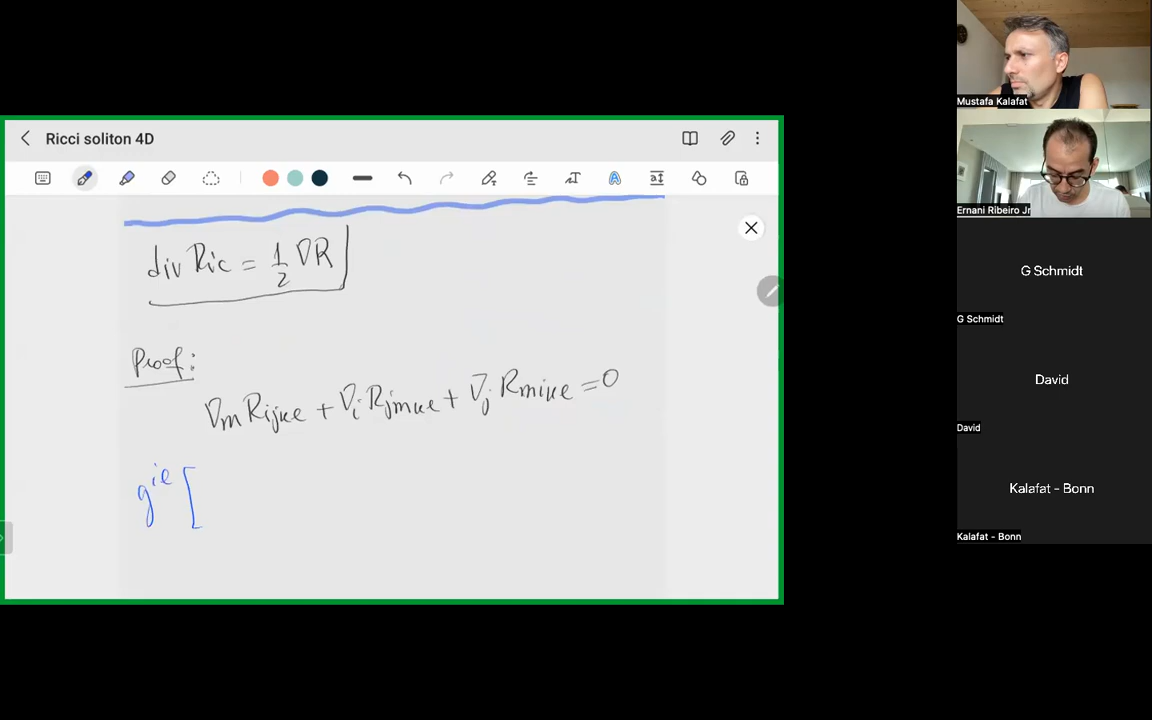 Mustafa Kalafat
Ernani Ribeiro Jr
G Schmidt
G Schmidt
David
David
Kalafat - Bonn
Kalafat - Bonn
Ricci soliton 4D
div Ric = 1/2 ∇R
Proof:
∇m Rijkl + ∇i Rjmkl + ∇j Rmikl = 0
g^il [